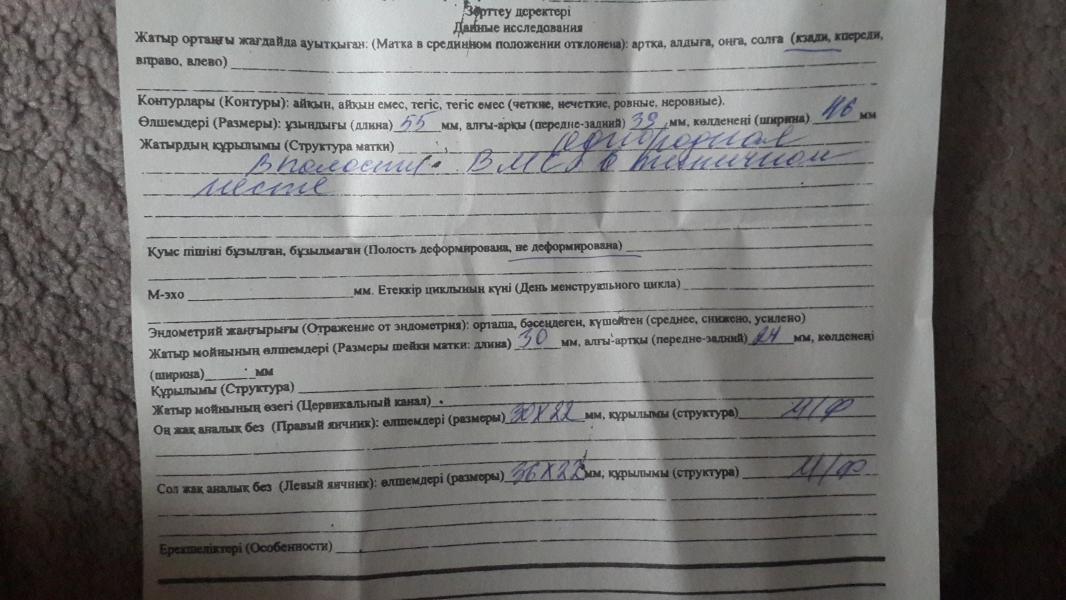 Зерттеу деректері
Данные исследования
Жатыр ортаңғы жағдайда ауытқыған: (Матка в срединном положении отклонена): артка, алдыға, оңға, солға (кзади, кпереди,
вправо, влево)
Контурлары (Контуры): айқын, айқын емес, тегіс, тегіс емес (четкие, нечеткие, ровные, неровные).
Өлшемдері (Размеры): ұзындығы (длина) 55 мм, алғы-арқы (передне-задний) 39 мм, көлденеңі (ширина) 46 мм
Жатырдың құрылымы (Структура матки) однородная
В полости: ВМС в типичном
месте
Қуыс пішіні бұзылған, бұзылмаған (Полость деформирована, не деформирована)
М-эхо мм. Етеккір циклының күні (День менструального цикла)
Эндометрий жаңғырығы (Отражение от эндометрия): орташа, бәсеңдеген, күшейген (среднее, снижено, усилено)
Жатыр мойнының өлшемдері (Размеры шейки матки: длина) 30 мм, алғы-артқы (передне-задний) 24 мм, көлденеңі
(ширина) мм
Құрылымы (Структура)
Жатыр мойнының өзегі (Цервикальный канал)
Оң жақ аналық без (Правый яичник): өлшемдері (размеры) 30х22 мм, құрылымы (структура) м/ф
Сол жақ аналық без (Левый яичник): өлшемдері (размеры) 36х22 мм, құрылымы (структура) м/ф
Ерекшеліктері (Особенности)